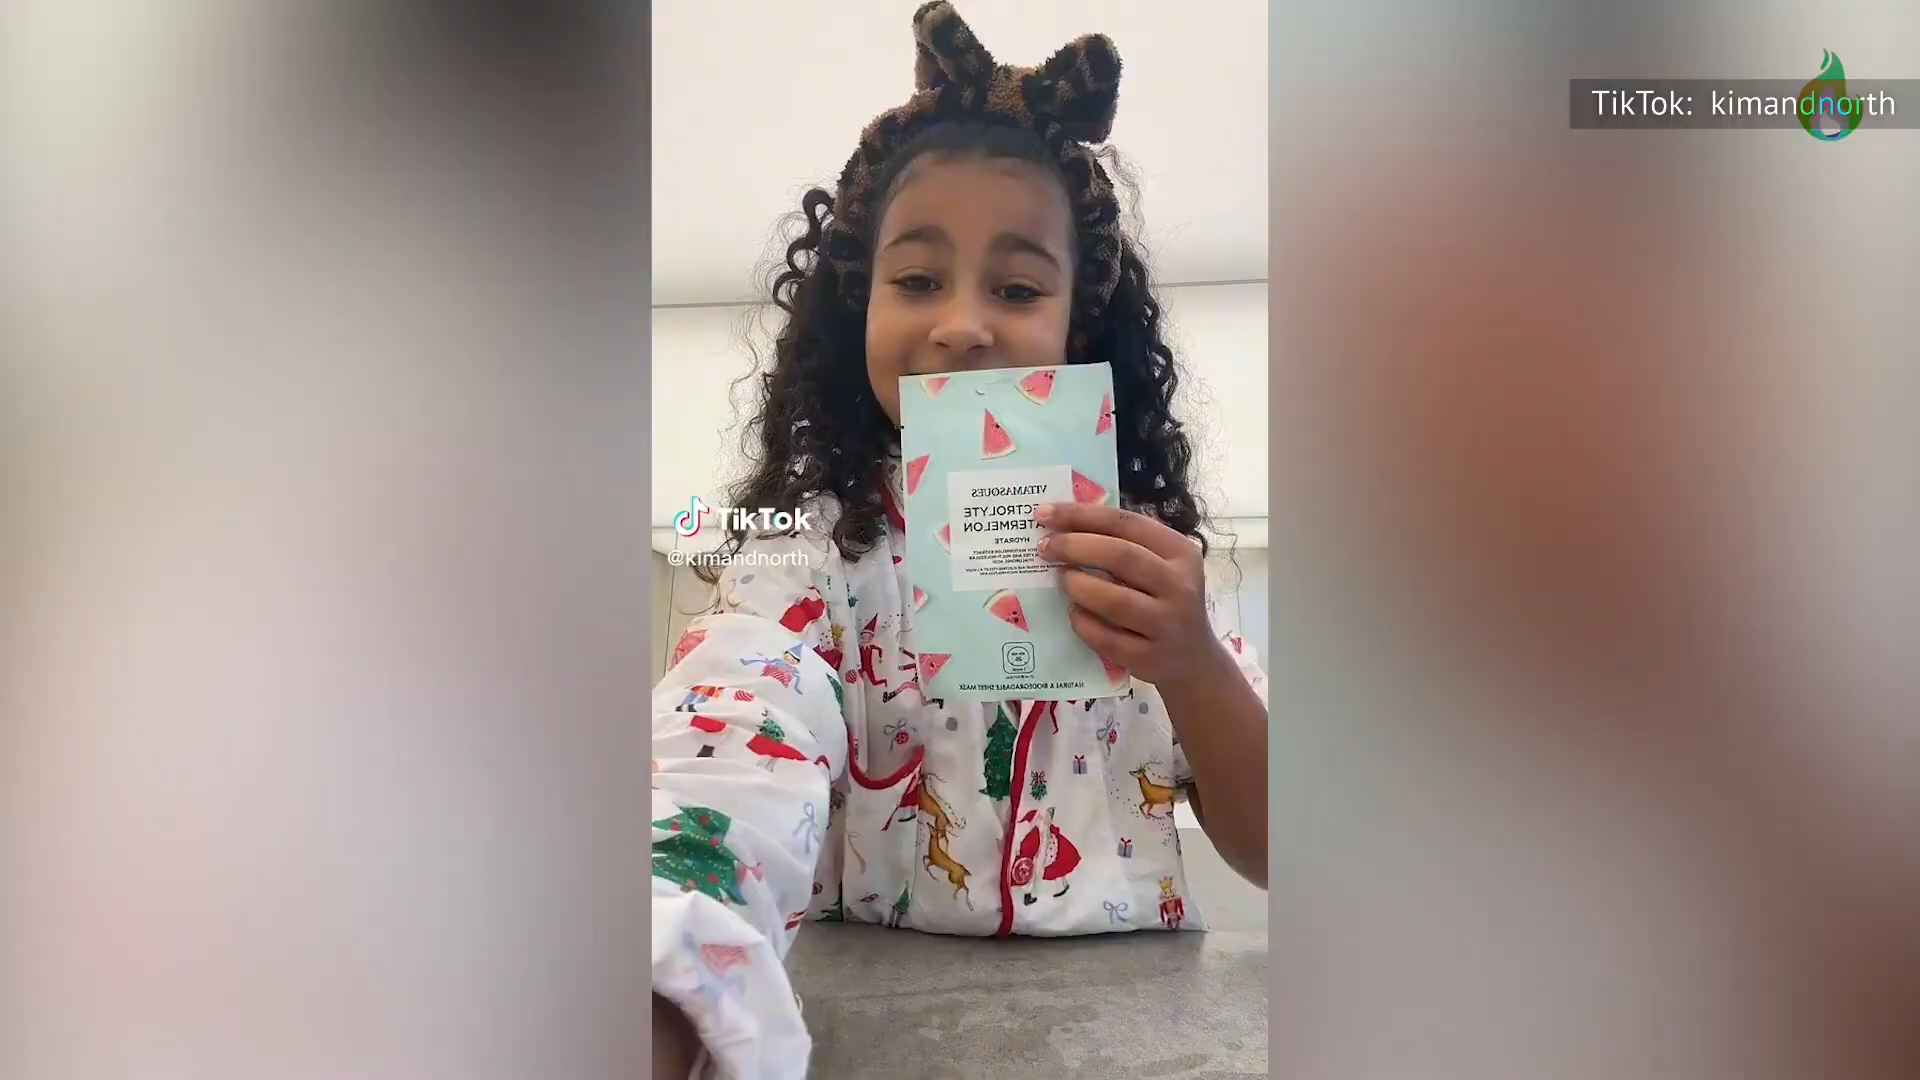 TikTok: kimandnorth
TikTok
@kimandnorth
VITAMASQUES
ECTROLYTE
ATERMELON
HYDRATE
NATURAL & BIODEGRADABLE SHEET MASK